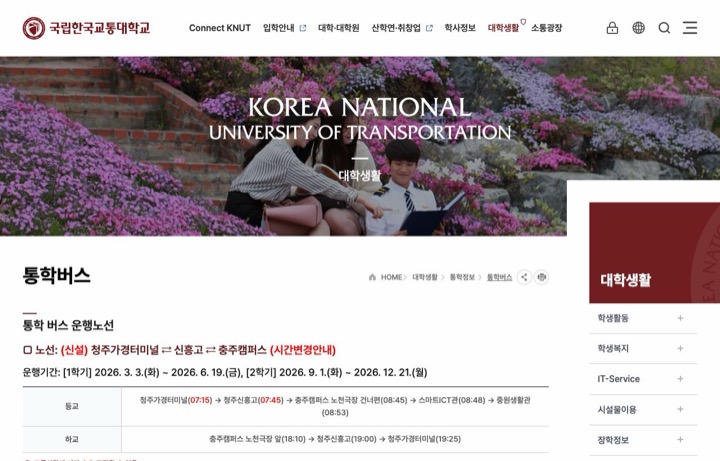 국립한국교통대학교
Connect KNUT 입학안내 대학·대학원 산학연·취창업 학사정보 대학생활 소통광장
KOREA NATIONAL
UNIVERSITY OF TRANSPORTATION
대학생활
통학버스
HOME 대학생활 통학정보 통학버스
대학생활
학생활동
학생복지
IT-Service
시설물이용
장학정보
통학 버스 운행노선
노선: (신설) 청주가경터미널 ⇄ 신흥고 ⇄ 충주캠퍼스 (시간변경안내)
운행기간: [1학기] 2026. 3. 3.(화) ~ 2026. 6. 19.(금), [2학기] 2026. 9. 1.(화) ~ 2026. 12. 21.(월)
등교 청주가경터미널(07:15) → 청주신흥고(07:45) → 충주캠퍼스 노천극장 건너편(08:45) → 스마트ICT관(08:48) → 중원생활관
(08:53)
하교 충주캠퍼스 노천극장 앞(18:10) → 청주신흥고(19:00) → 청주가경터미널(19:25)